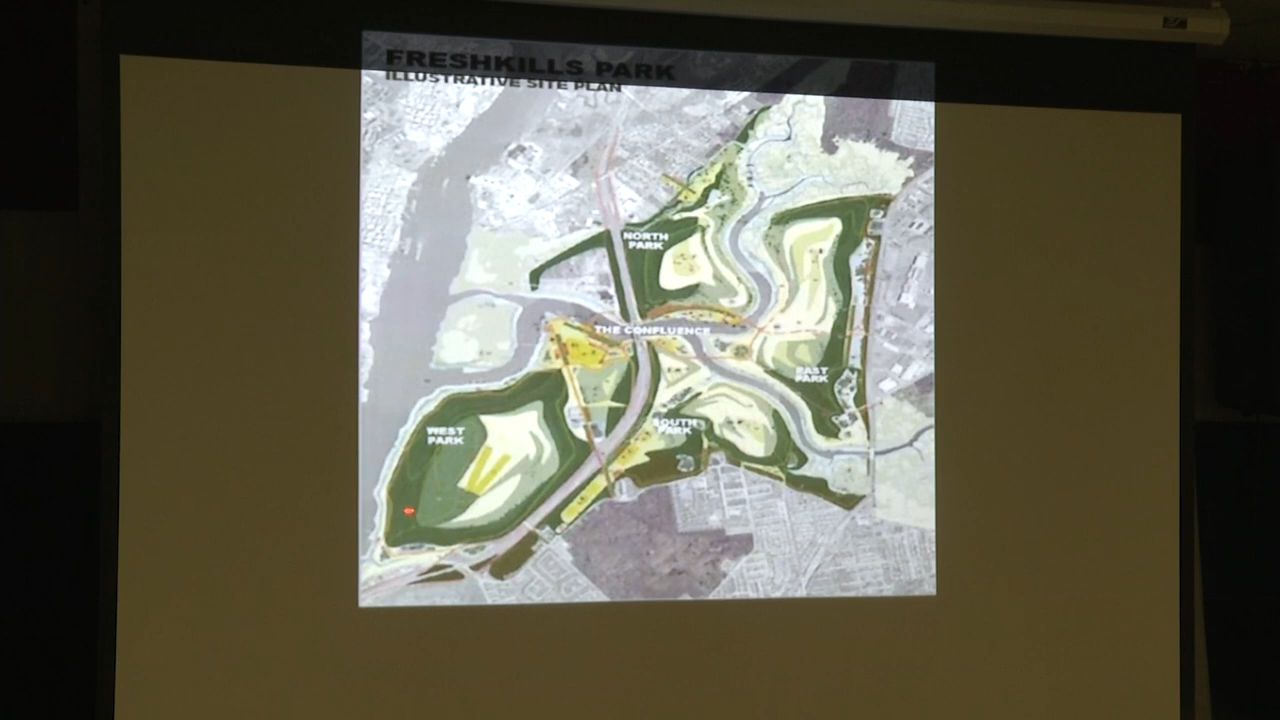 FRESHKILLS PARK
ILLUSTRATIVE SITE PLAN
NORTH
PARK
THE CONFLUENCE
EAST
PARK
SOUTH
PARK
WEST
PARK